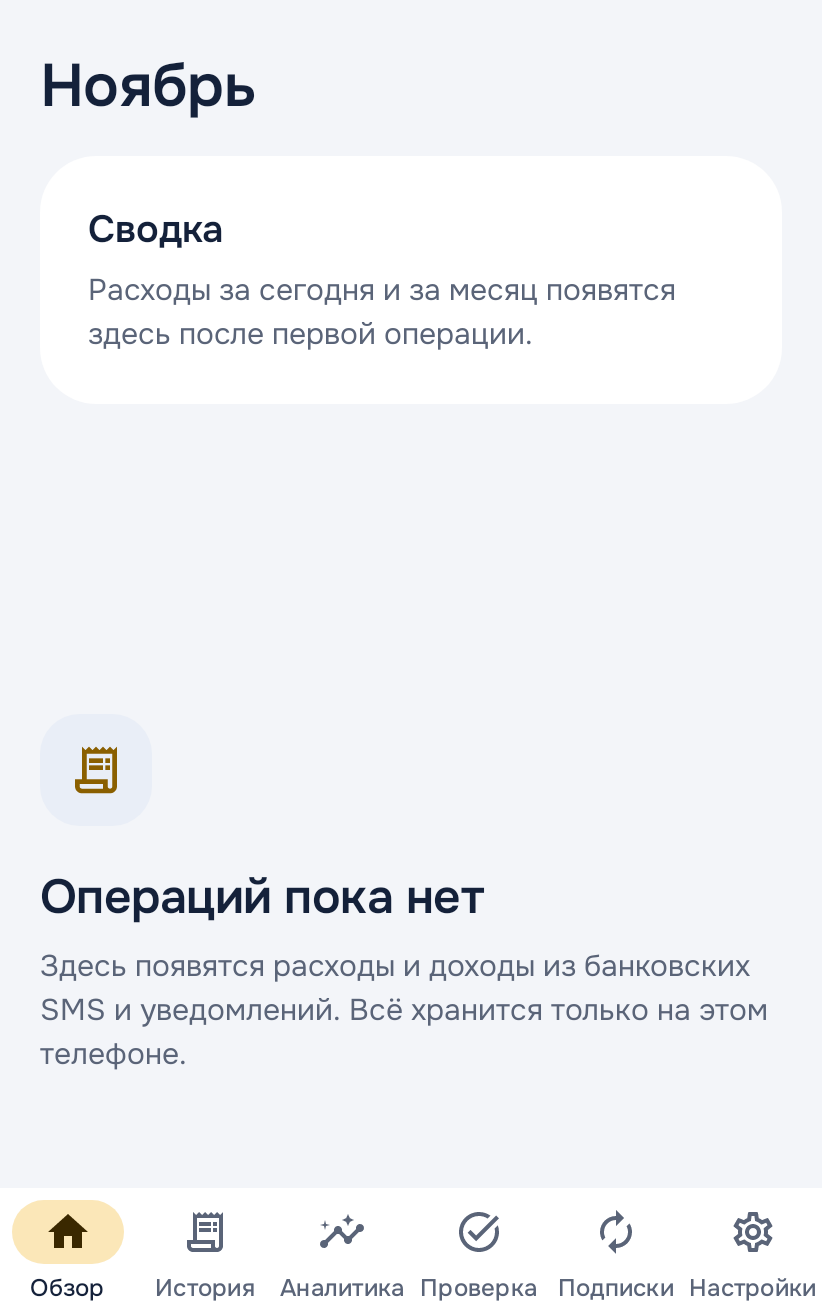 Ноябрь
Сводка
Расходы за сегодня и за месяц появятся
здесь после первой операции.
Операций пока нет
Здесь появятся расходы и доходы из банковских
SMS и уведомлений. Всё хранится только на этом
телефоне.
Обзор История Аналитика Проверка Подписки Настройки